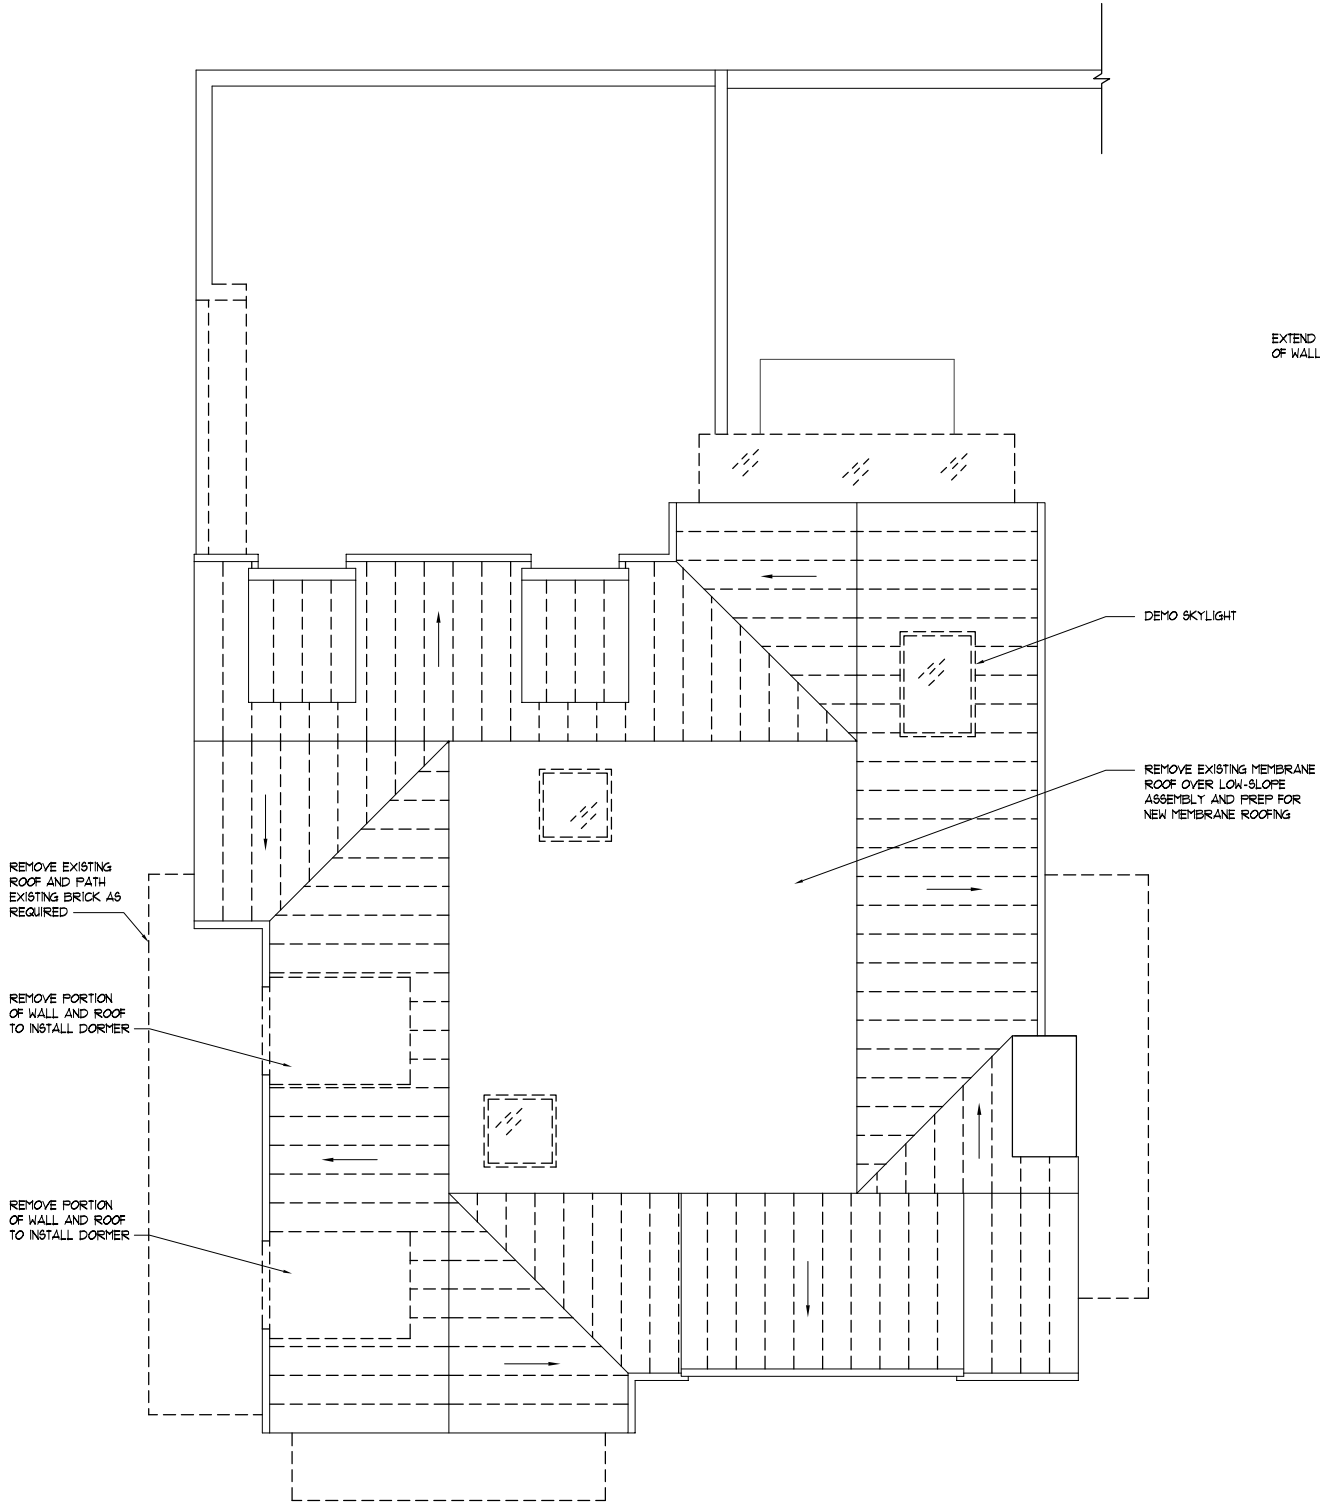 EXTEND
OF WALL
DEMO SKYLIGHT
REMOVE EXISTING MEMBRANE
ROOF OVER LOW-SLOPE
ASSEMBLY AND PREP FOR
NEW MEMBRANE ROOFING
REMOVE EXISTING
ROOF AND PATH
EXISTING BRICK AS
REQUIRED
REMOVE PORTION
OF WALL AND ROOF
TO INSTALL DORMER
REMOVE PORTION
OF WALL AND ROOF
TO INSTALL DORMER